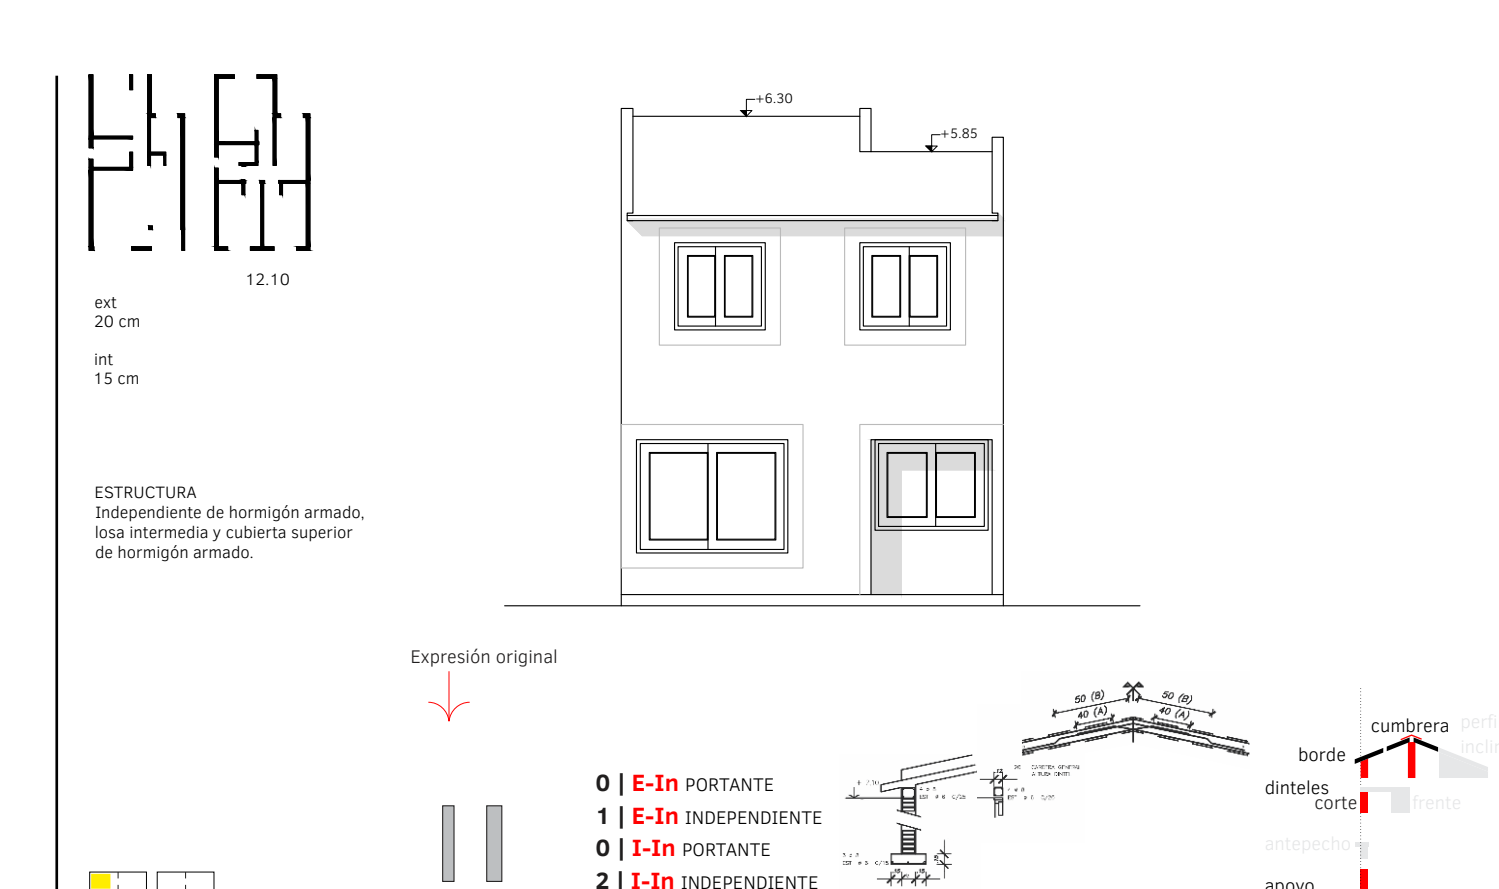 +6.30
+5.85
12.10
ext
20 cm
int
15 cm
ESTRUCTURA
Independiente de hormigón armado,
losa intermedia y cubierta superior
de hormigón armado.
Expresión original
0 | E-In PORTANTE
1 | E-In INDEPENDIENTE
0 | I-In PORTANTE
2 | I-In INDEPENDIENTE
50 (B)
50 (B)
40 (A)
40 (A)
cumbrera
borde
dinteles
corte
frente
antepecho
apoyo